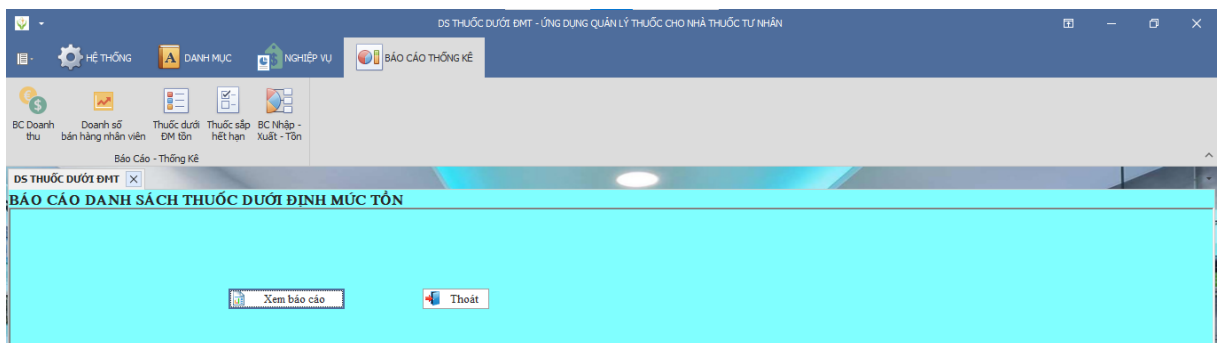 DS THUỐC DƯỚI ĐMT - ỨNG DỤNG QUẢN LÝ THUỐC CHO NHÀ THUỐC TƯ NHÂN
HỆ THỐNG DANH MỤC NGHIỆP VỤ BÁO CÁO THỐNG KÊ
BC Doanh thu
Doanh số bán hàng nhân viên
Thuốc dưới ĐM tồn
Thuốc sắp hết hạn
BC Nhập - Xuất - Tồn
Báo Cáo - Thống Kê
DS THUỐC DƯỚI ĐMT
BÁO CÁO DANH SÁCH THUỐC DƯỚI ĐỊNH MỨC TỒN
Xem báo cáo Thoát